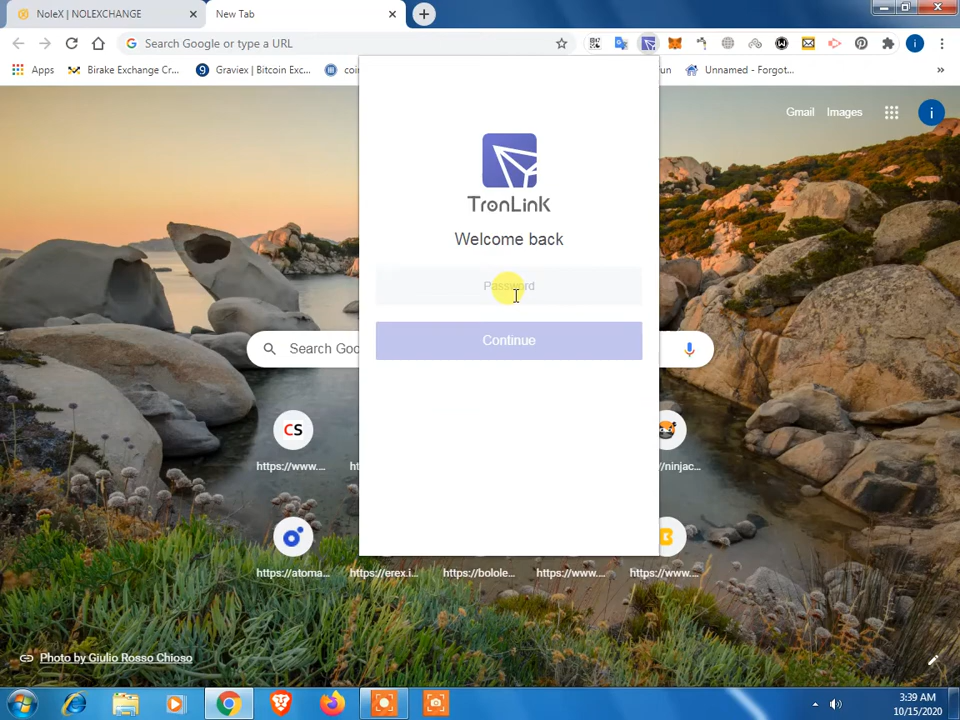 NoleX | NOLEXCHANGE
New Tab
Search Google or type a URL
Apps
Birake Exchange Cr...
Graviex | Bitcoin Exc...
Unnamed - Forgot...
Gmail
Images
i
TronLink
Welcome back
Password
Continue
CS
https://www....
https://atoma...
https://erex.i...
https://bolole...
https://www....
https://www....
Photo by Giulio Rosso Chioso
3:39 AM
10/15/2020